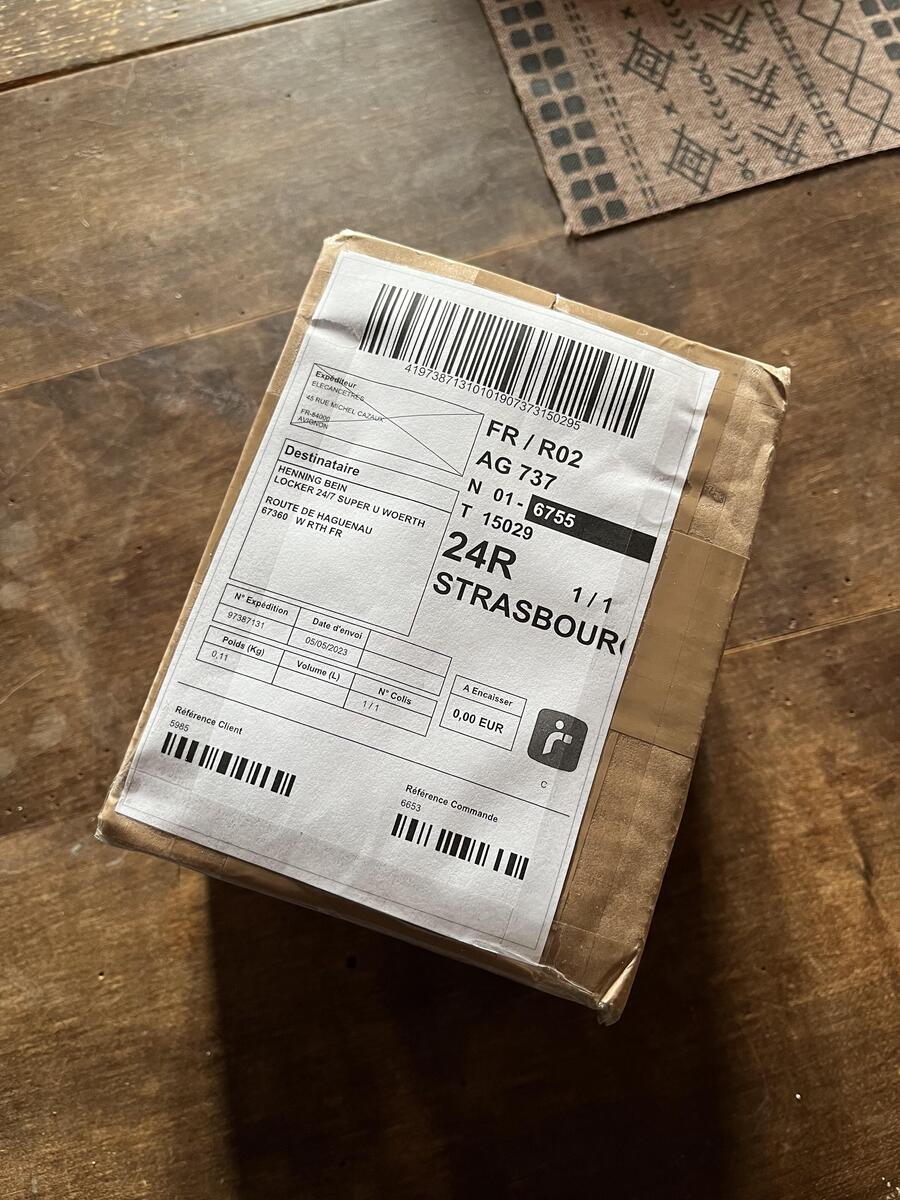 4197387131010190737315029​5
Expéditeur
ELECANCETRES
45 RUE MICHEL CAZAUX
FR-84000
AVIGNON
FR / R02
AG 737
N 01- 6755
T 15029
24R
1 / 1
STRASBOURG
Destinataire
HENNING BEIN
LOCKER 24/7 SUPER U WOERTH
ROUTE DE HAGUENAU
67360 W RTH FR
N° Expédition
97387131
Date d'envoi
05/05/2023
Poids (Kg)
0,11
Volume (L)
N° Colis
1 / 1
A Encaisser
0,00 EUR
C
Référence Client
5985
Référence Commande
6653